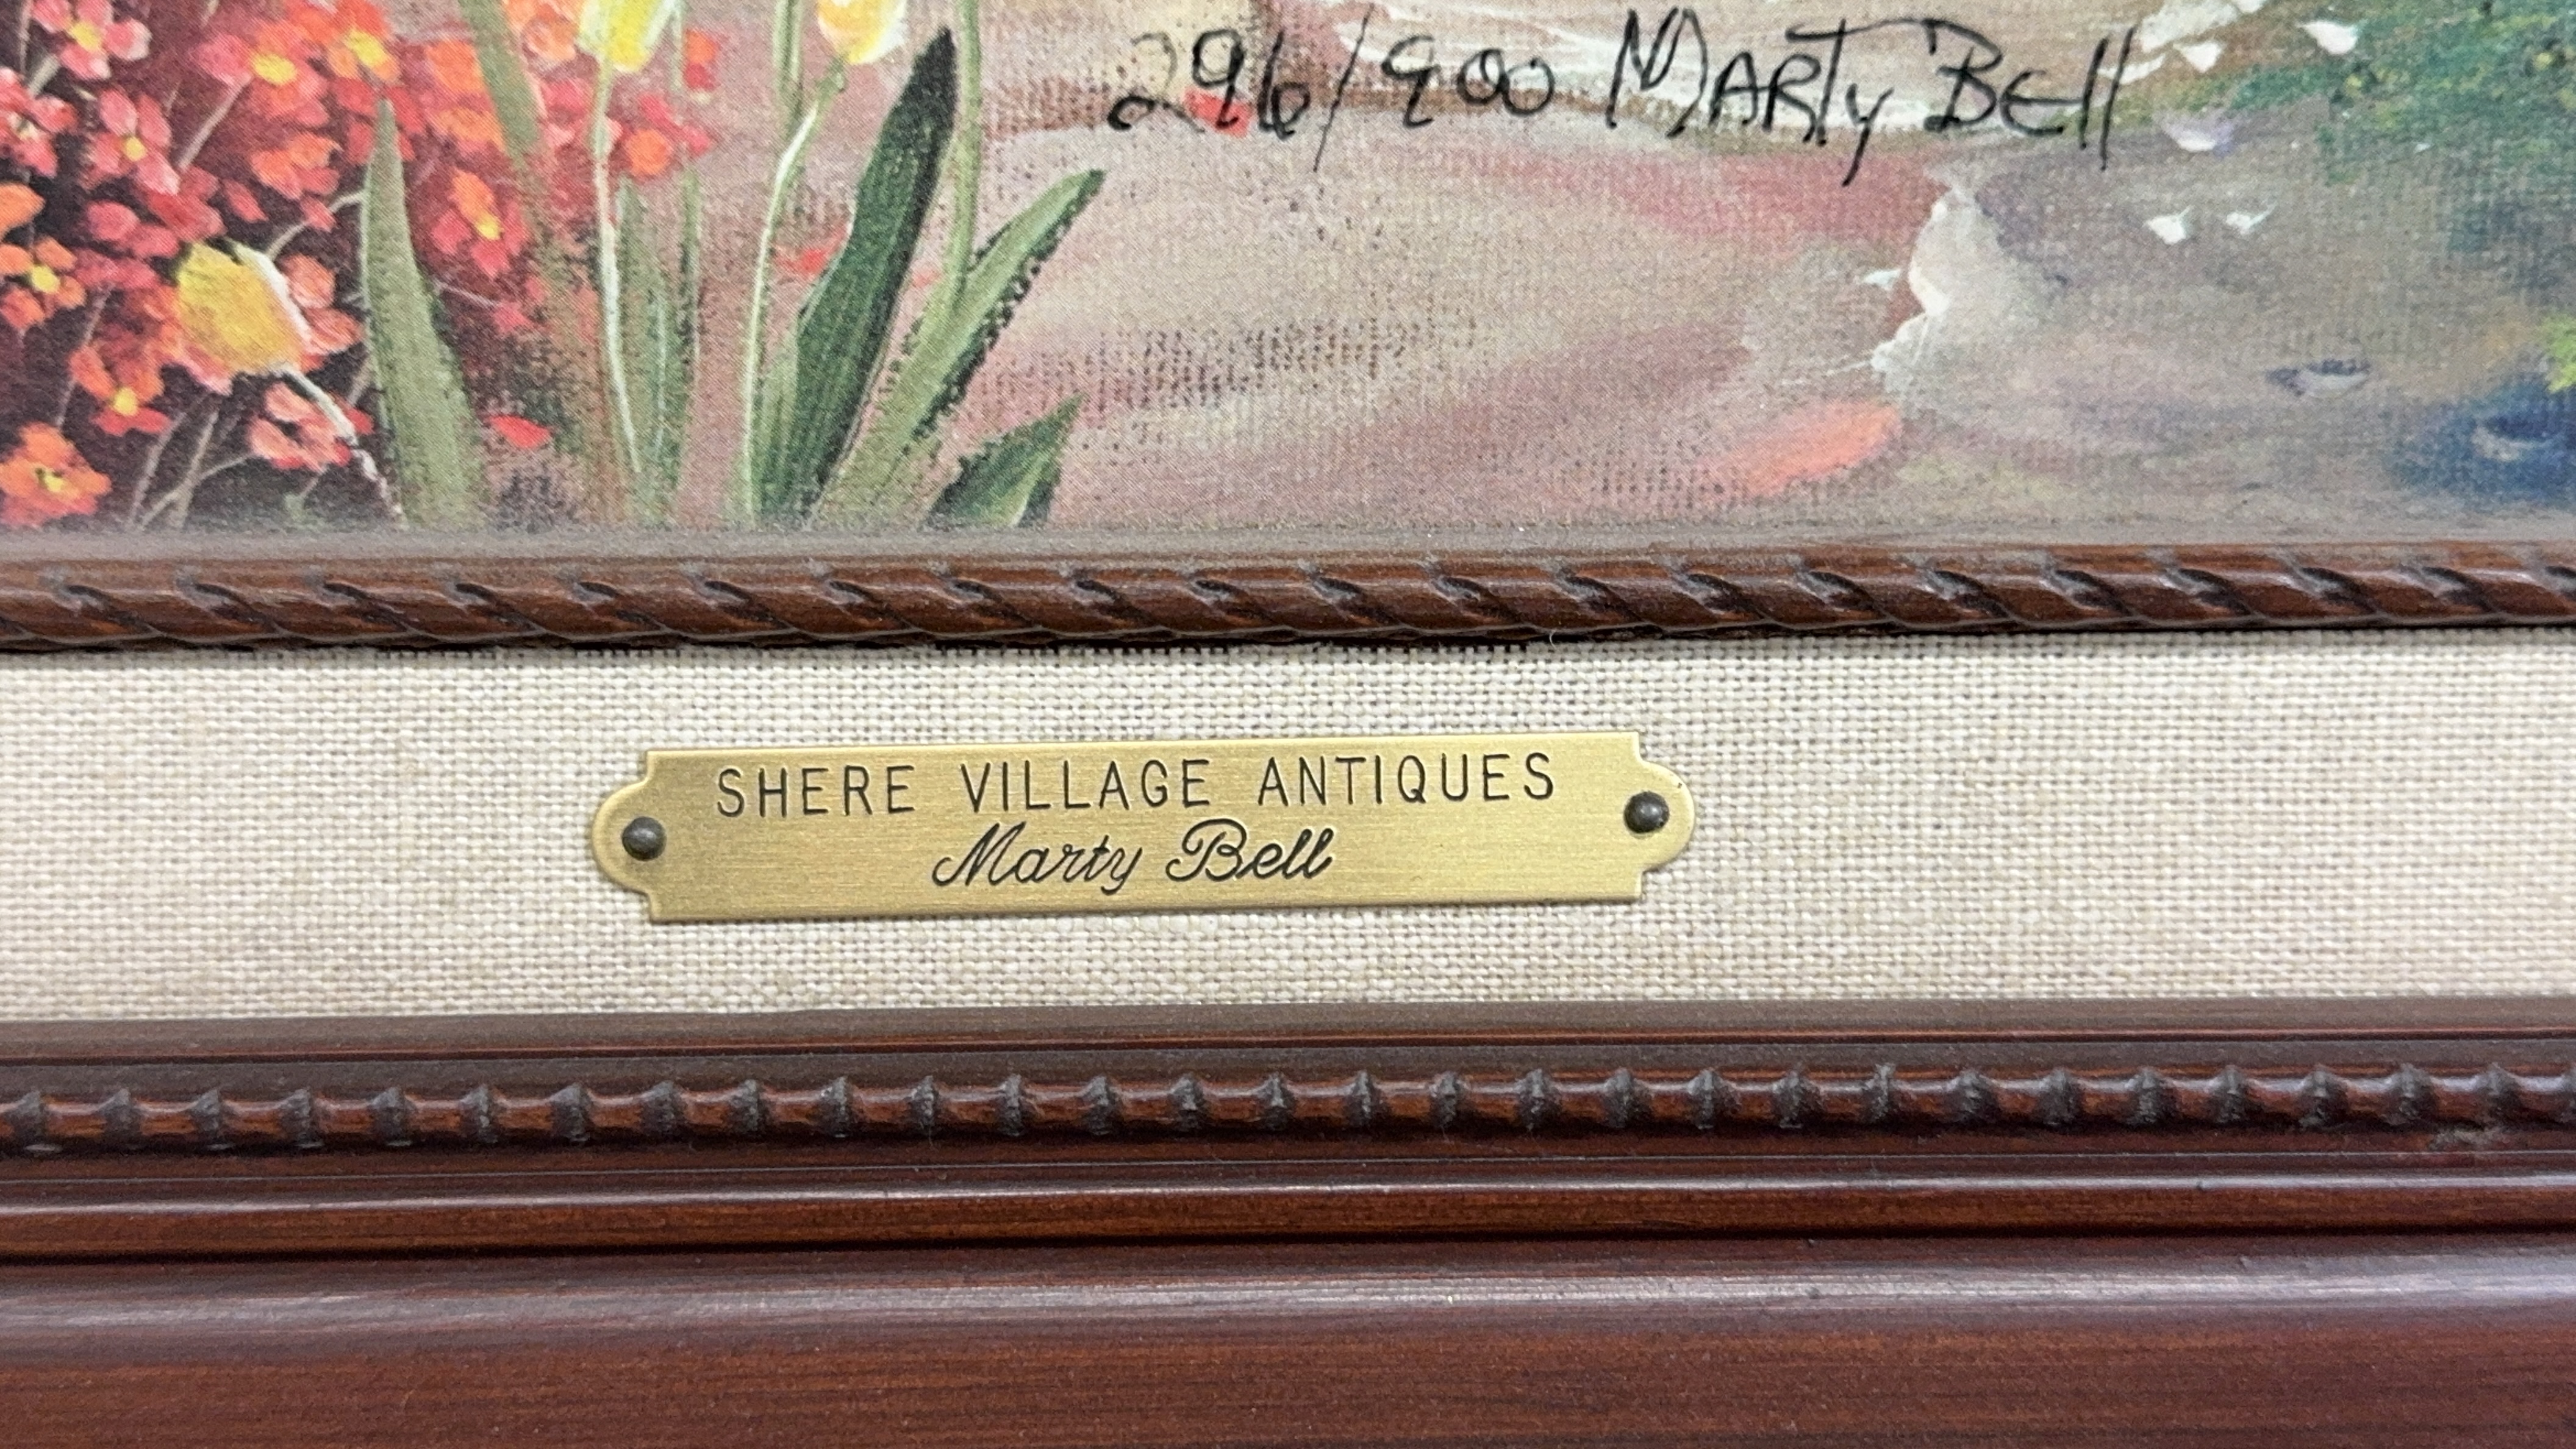 296/900 Marty Bell
SHERE VILLAGE ANTIQUES
Marty Bell